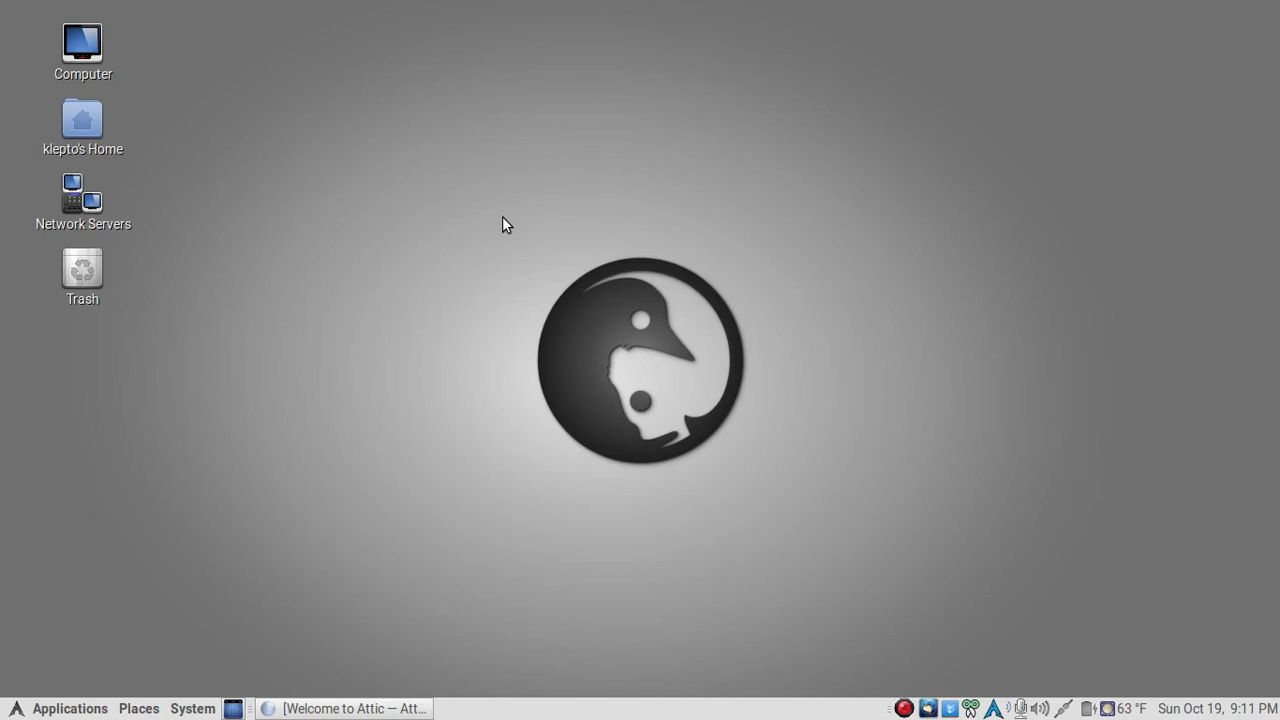 Computer
klepto's Home
Network Servers
Trash
Applications Places System [Welcome to Attic — Att... 63 °F Sun Oct 19, 9:11 PM